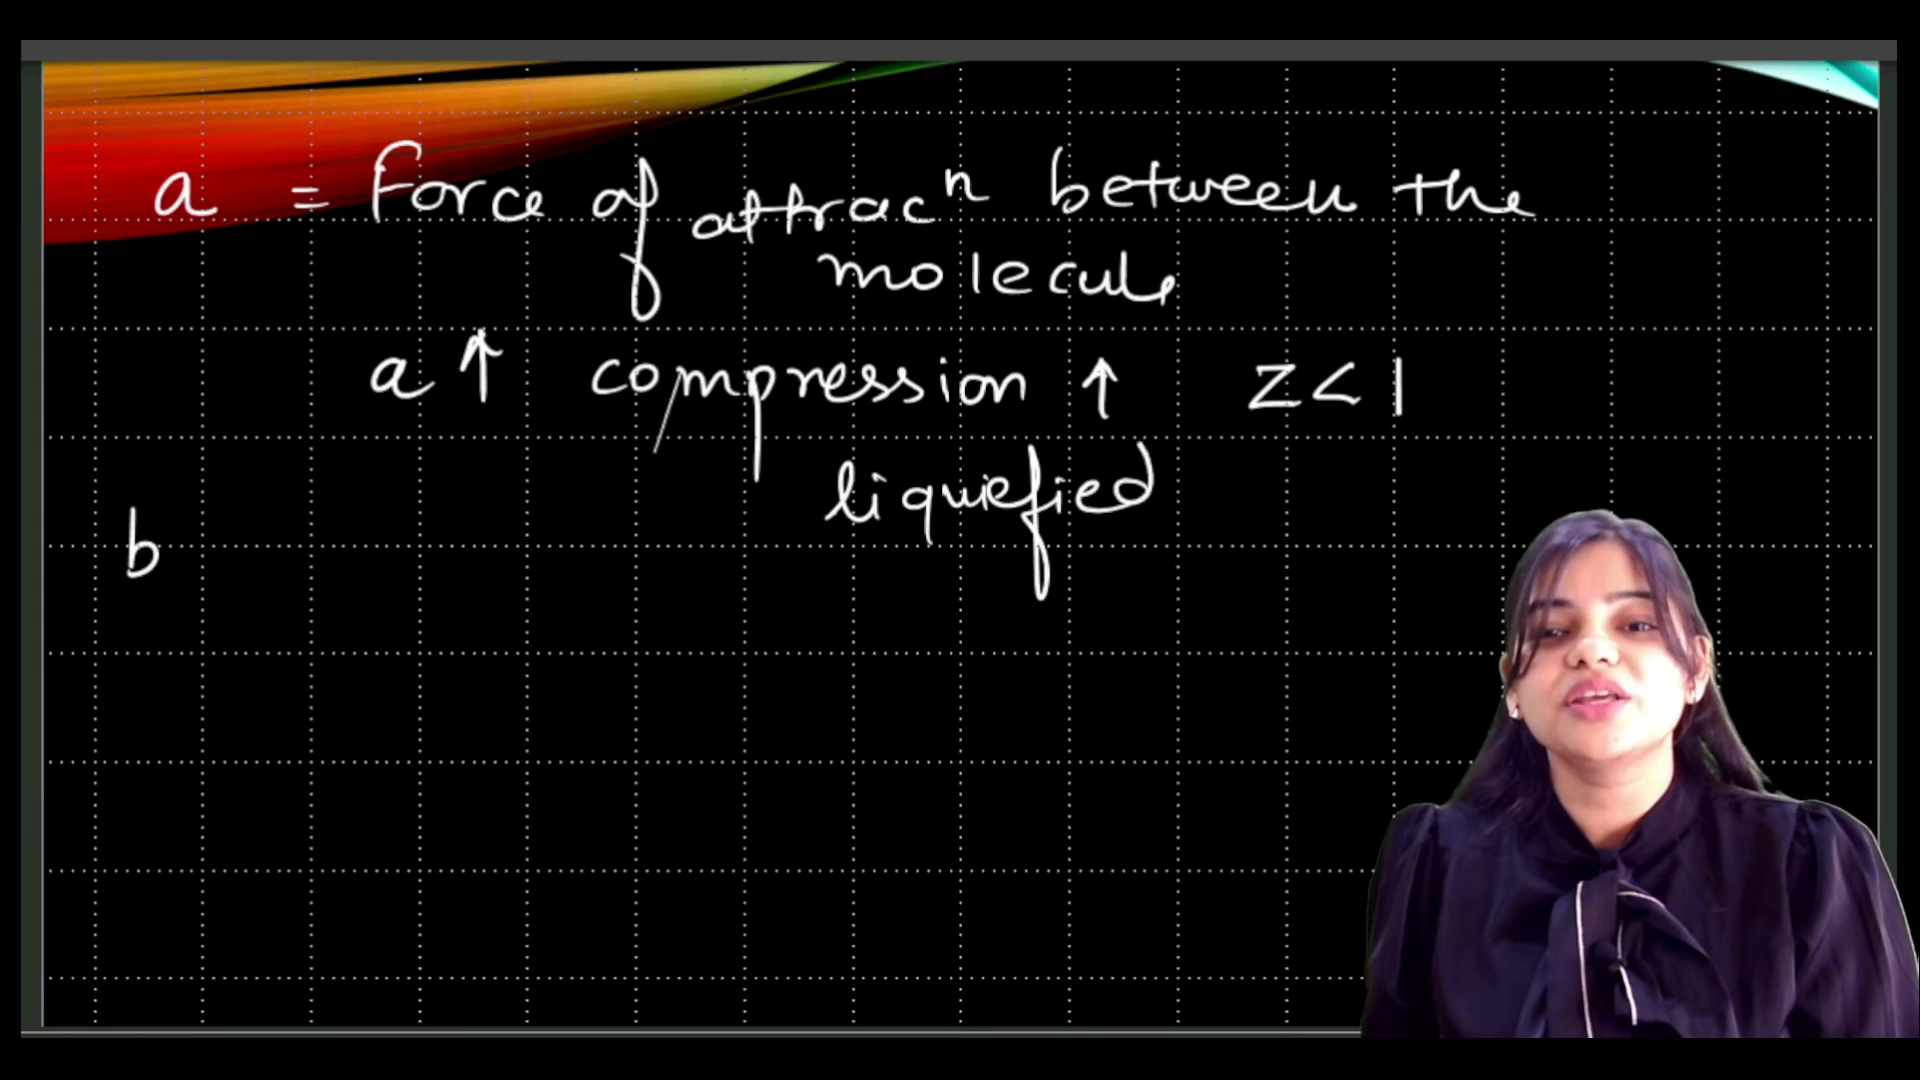 a = Force of attracⁿ between the
molecule
a ↑ compression ↑ z < 1
liquefied
b